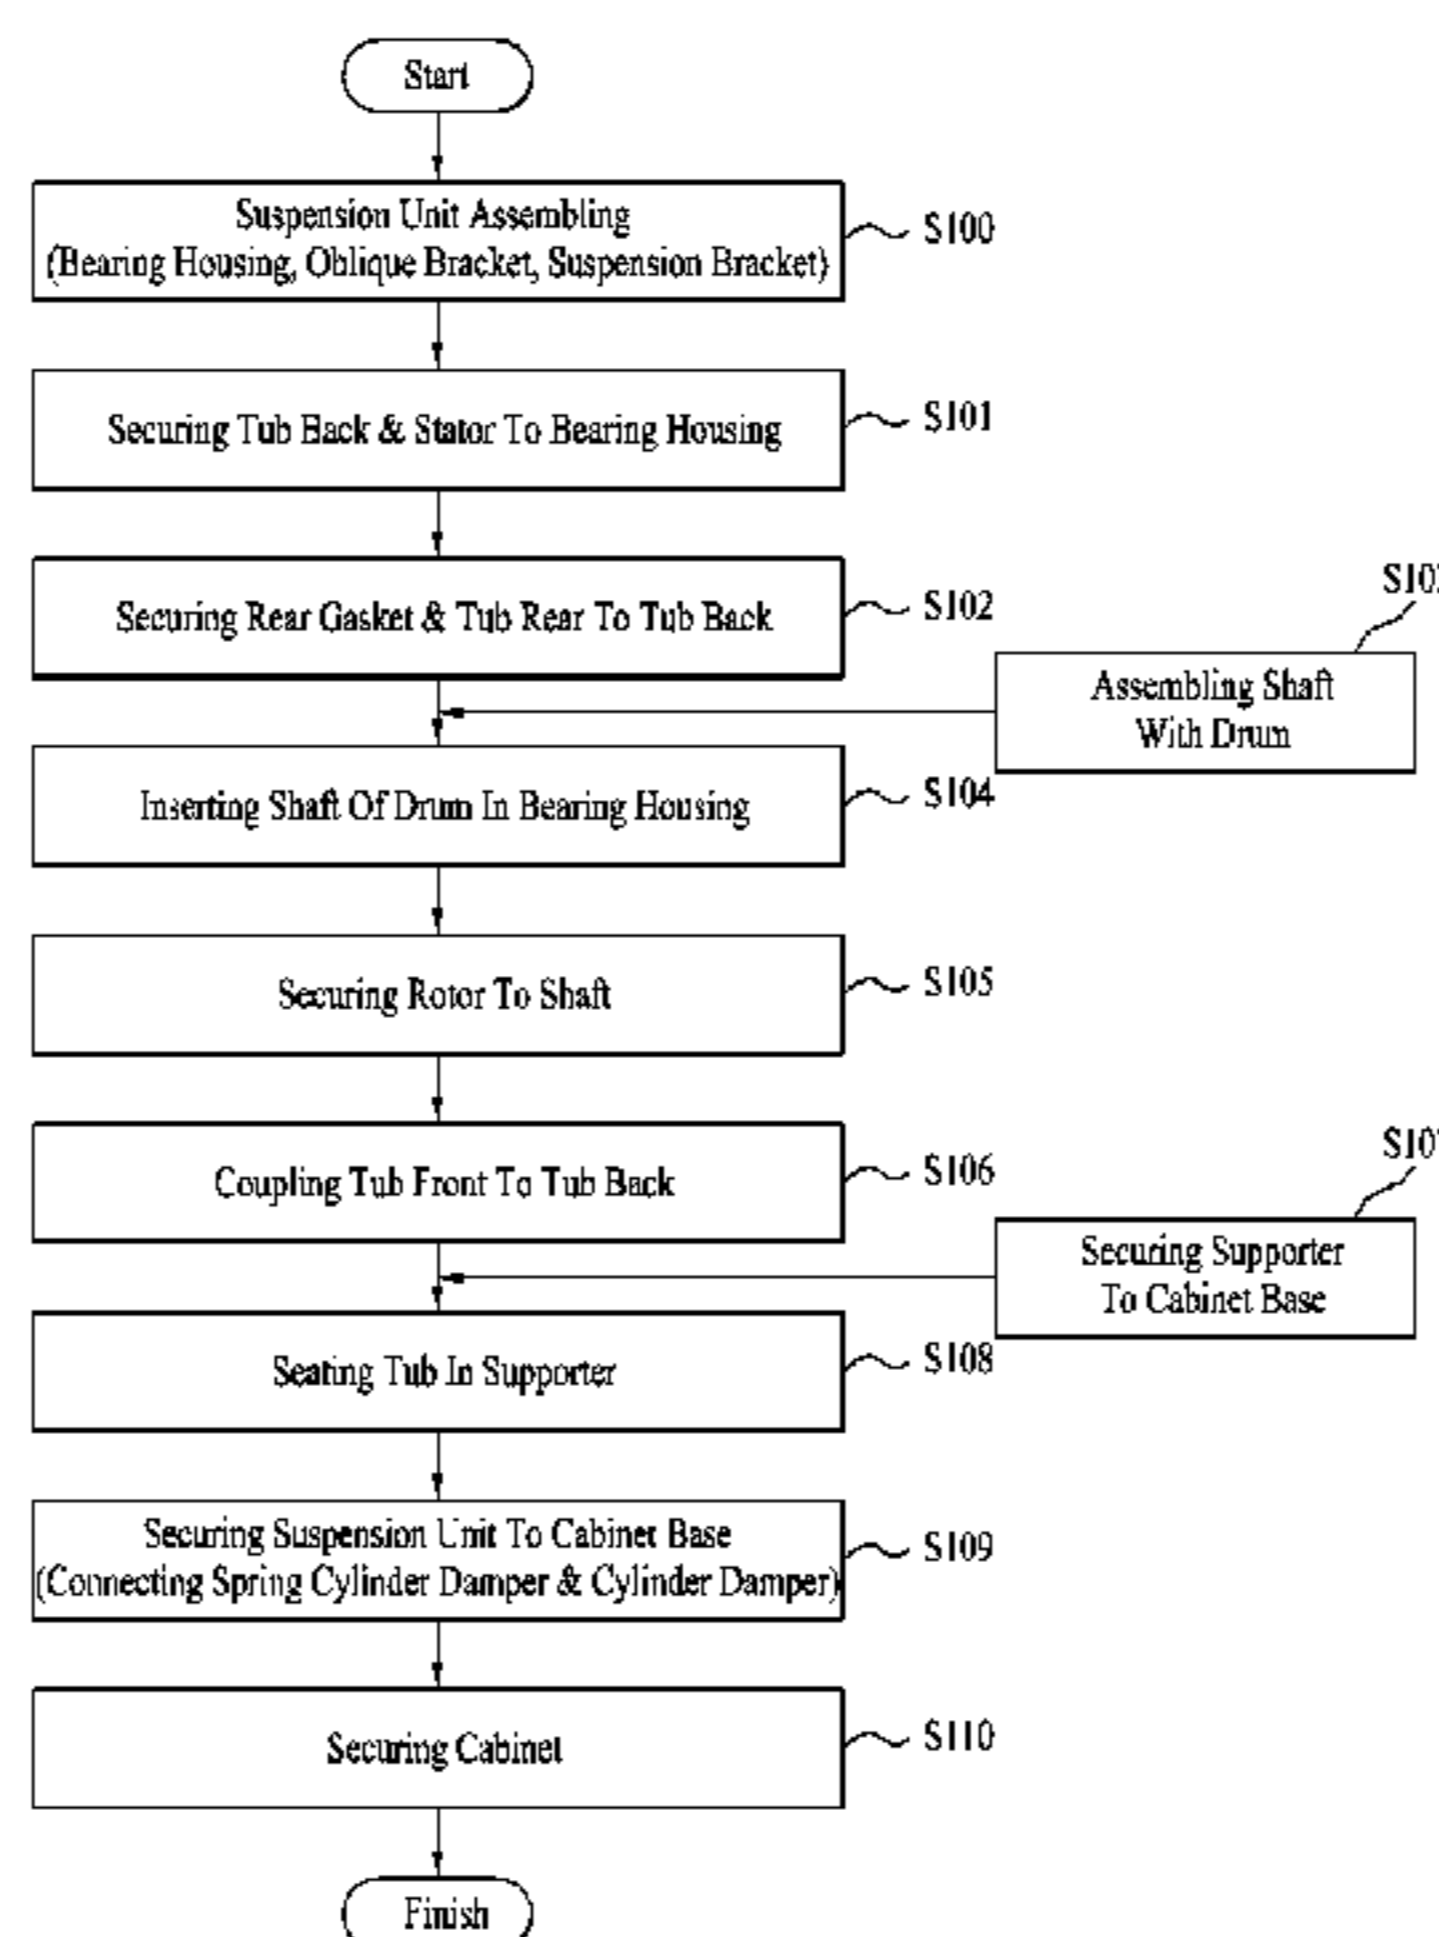 Start
Suspension Unit Assembling
(Bearing Housing, Oblique Bracket, Suspension Bracket)
S100
Securing Tub Back & Stator To Bearing Housing
S101
Securing Rear Gasket & Tub Rear To Tub Back
S102
Assembling Shaft
With Drum
Inserting Shaft Of Drum In Bearing Housing
S104
Securing Rotor To Shaft
S105
Coupling Tub Front To Tub Back
S106
Securing Supporter
To Cabinet Base
Seating Tub In Supporter
S108
Securing Suspension Unit To Cabinet Base
(Connecting Spring Cylinder Damper & Cylinder Damper)
S109
Securing Cabinet
S110
Finish